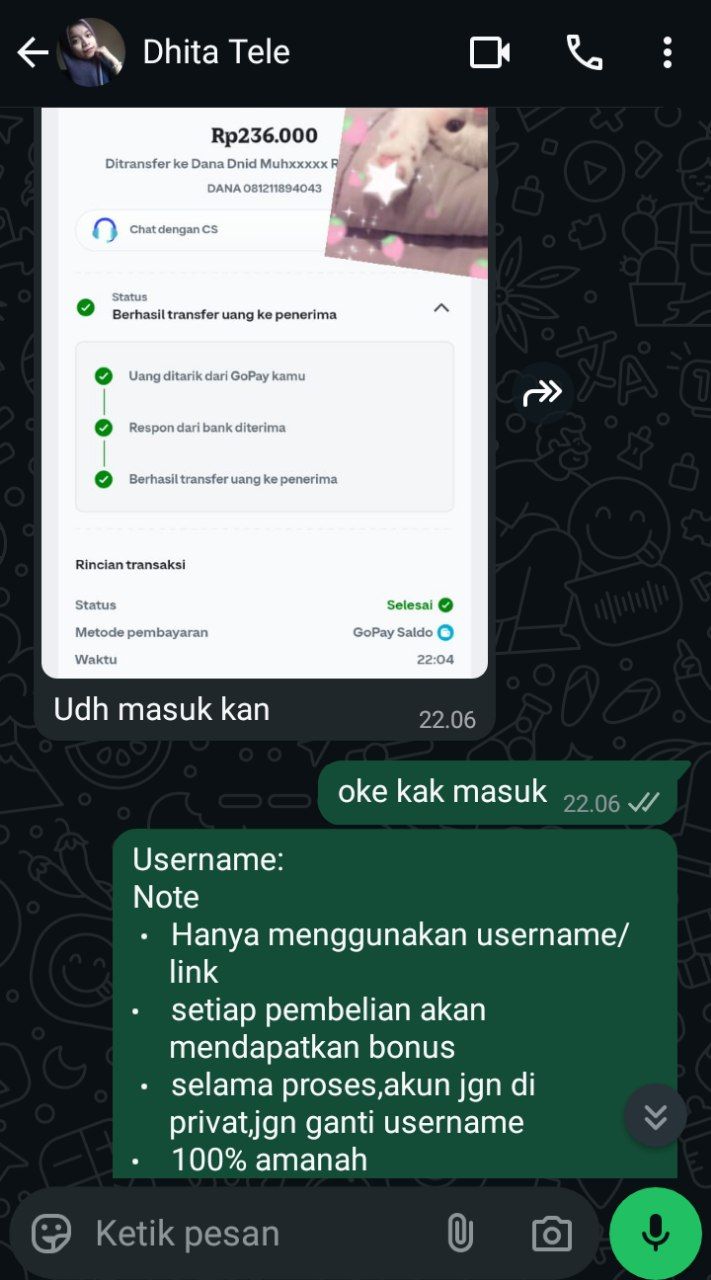 Dhita Tele
Rp236.000
Ditransfer ke Dana Dnid Muhxxxxx R
DANA 081211894043
Chat dengan CS
Status
Berhasil transfer uang ke penerima
Uang ditarik dari GoPay kamu
Respon dari bank diterima
Berhasil transfer uang ke penerima
Rincian transaksi
Status Selesai
Metode pembayaran GoPay Saldo
Waktu 22:04
Udh masuk kan 22.06
oke kak masuk 22.06
Username:
Note
• Hanya menggunakan username/
link
• setiap pembelian akan
mendapatkan bonus
• selama proses,akun jgn di
privat,jgn ganti username
• 100% amanah
Ketik pesan